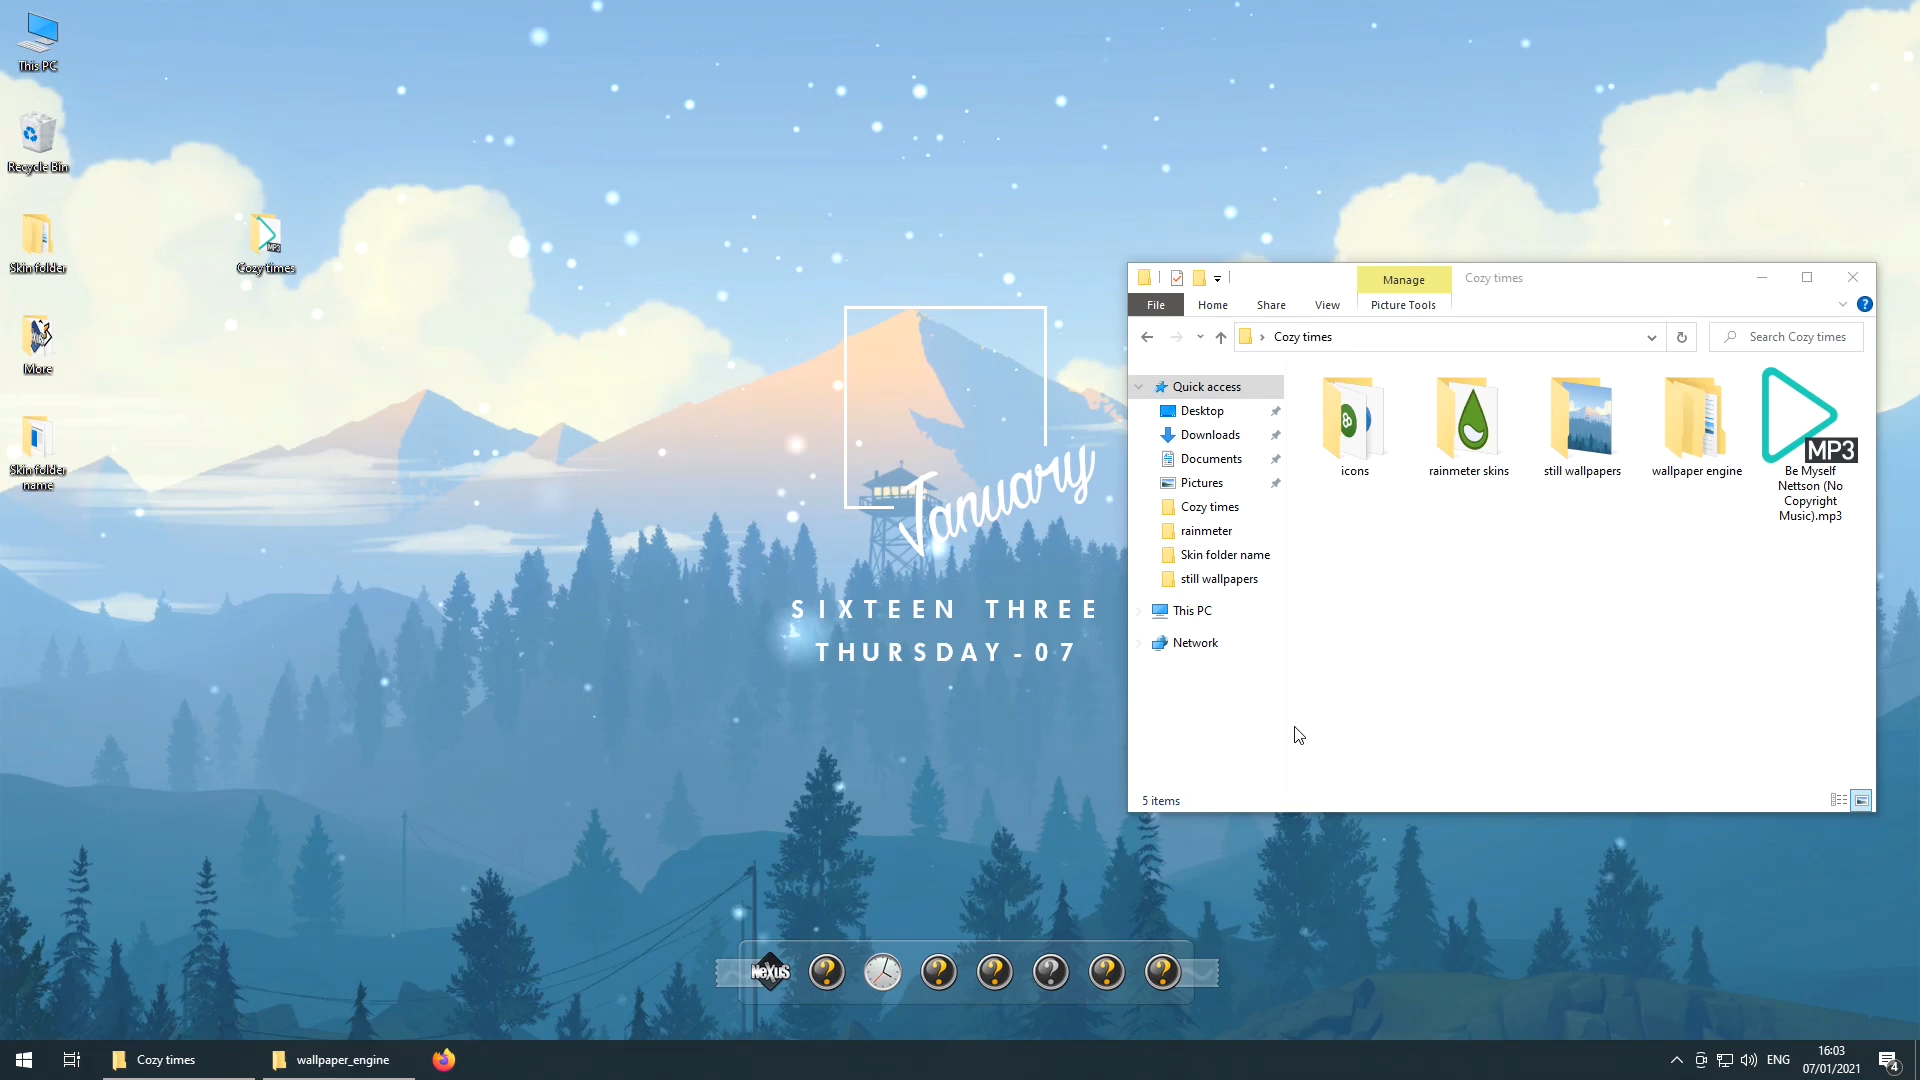 This PC
Recycle Bin
Skin folder
Cozy times
MP3
More
Skin folder
name
January
SIXTEEN THREE
THURSDAY-07
Manage
Cozy times
File
Home
Share
View
Picture Tools
?
Cozy times
Search Cozy times
Quick access
Desktop
Downloads
Documents
Pictures
Cozy times
rainmeter
Skin folder name
still wallpapers
This PC
Network
icons
rainmeter skins
still wallpapers
wallpaper engine
MP3
Be Myself
Nettson (No
Copyright
Music).mp3
5 items
NeXuS
?
?
?
?
?
?
Cozy times
wallpaper_engine
ENG
16:03
07/01/2021
4